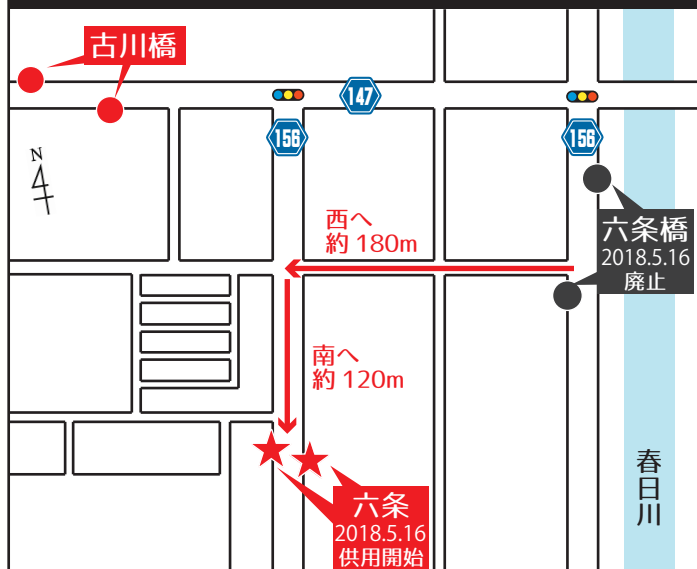 古川橋
147
156
156
N
西へ
約 180m
六条橋
2018.5.16
廃止
南へ
約 120m
春日川
六条
2018.5.16
供用開始